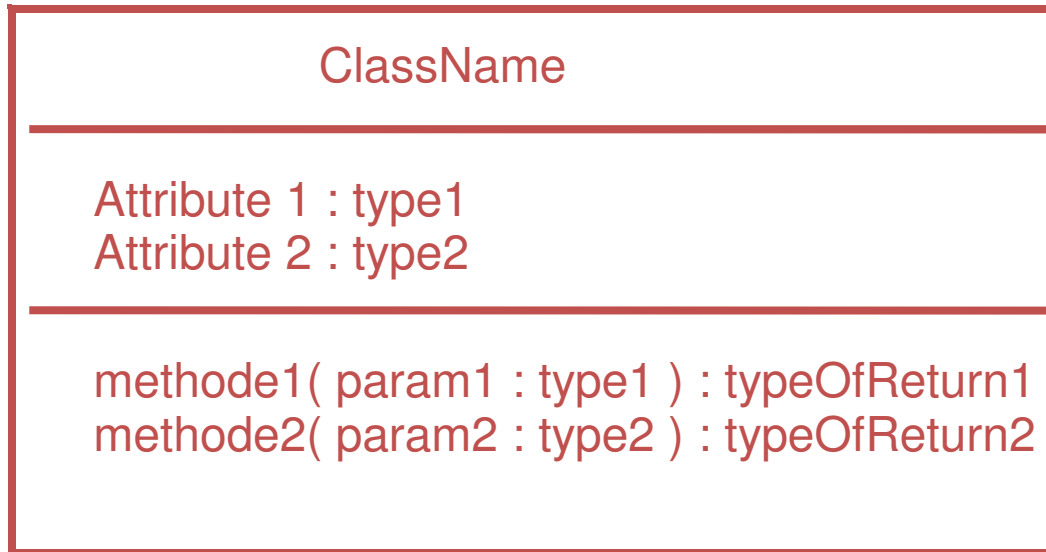 ClassName
Attribute 1 : type1
Attribute 2 : type2
methode1( param1 : type1 ) : typeOfReturn1
methode2( param2 : type2 ) : typeOfReturn2